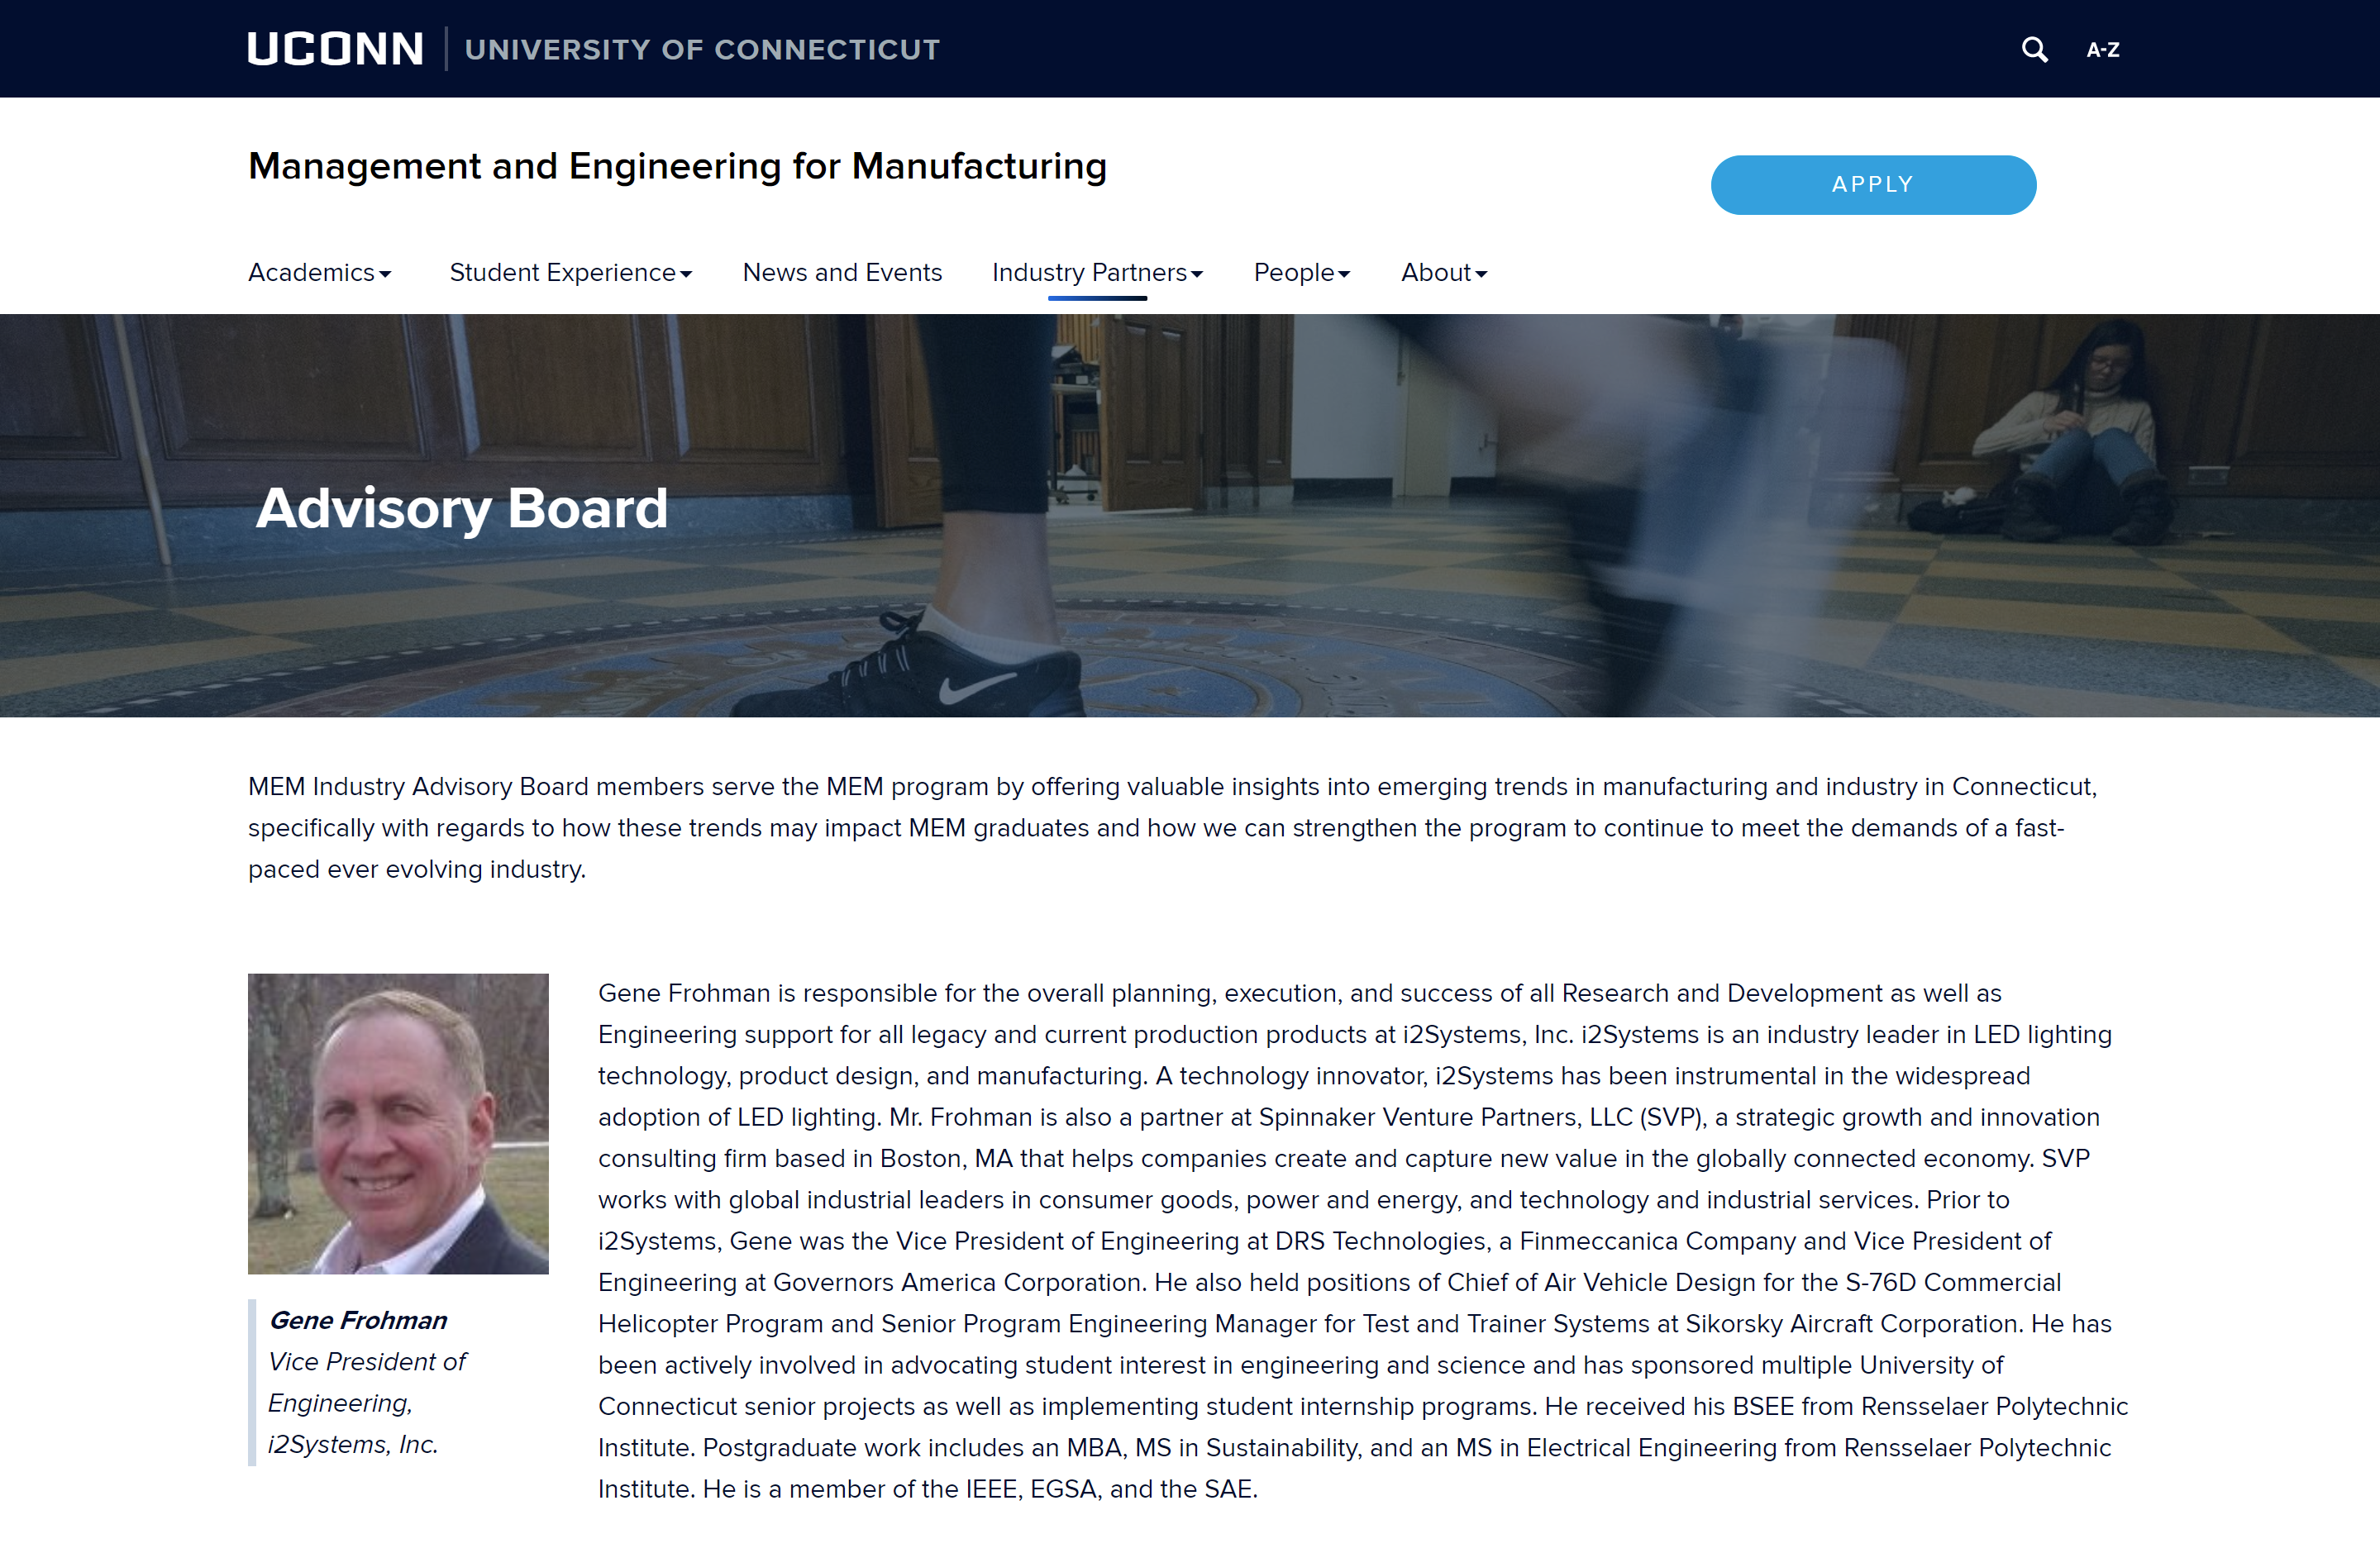 UCONN UNIVERSITY OF CONNECTICUT
A-Z
Management and Engineering for Manufacturing
APPLY
Academics Student Experience News and Events Industry Partners People About
Advisory Board
MEM Industry Advisory Board members serve the MEM program by offering valuable insights into emerging trends in manufacturing and industry in Connecticut,
specifically with regards to how these trends may impact MEM graduates and how we can strengthen the program to continue to meet the demands of a fast-
paced ever evolving industry.
Gene Frohman
Vice President of
Engineering,
i2Systems, Inc.
Gene Frohman is responsible for the overall planning, execution, and success of all Research and Development as well as
Engineering support for all legacy and current production products at i2Systems, Inc. i2Systems is an industry leader in LED lighting
technology, product design, and manufacturing. A technology innovator, i2Systems has been instrumental in the widespread
adoption of LED lighting. Mr. Frohman is also a partner at Spinnaker Venture Partners, LLC (SVP), a strategic growth and innovation
consulting firm based in Boston, MA that helps companies create and capture new value in the globally connected economy. SVP
works with global industrial leaders in consumer goods, power and energy, and technology and industrial services. Prior to
i2Systems, Gene was the Vice President of Engineering at DRS Technologies, a Finmeccanica Company and Vice President of
Engineering at Governors America Corporation. He also held positions of Chief of Air Vehicle Design for the S-76D Commercial
Helicopter Program and Senior Program Engineering Manager for Test and Trainer Systems at Sikorsky Aircraft Corporation. He has
been actively involved in advocating student interest in engineering and science and has sponsored multiple University of
Connecticut senior projects as well as implementing student internship programs. He received his BSEE from Rensselaer Polytechnic
Institute. Postgraduate work includes an MBA, MS in Sustainability, and an MS in Electrical Engineering from Rensselaer Polytechnic
Institute. He is a member of the IEEE, EGSA, and the SAE.